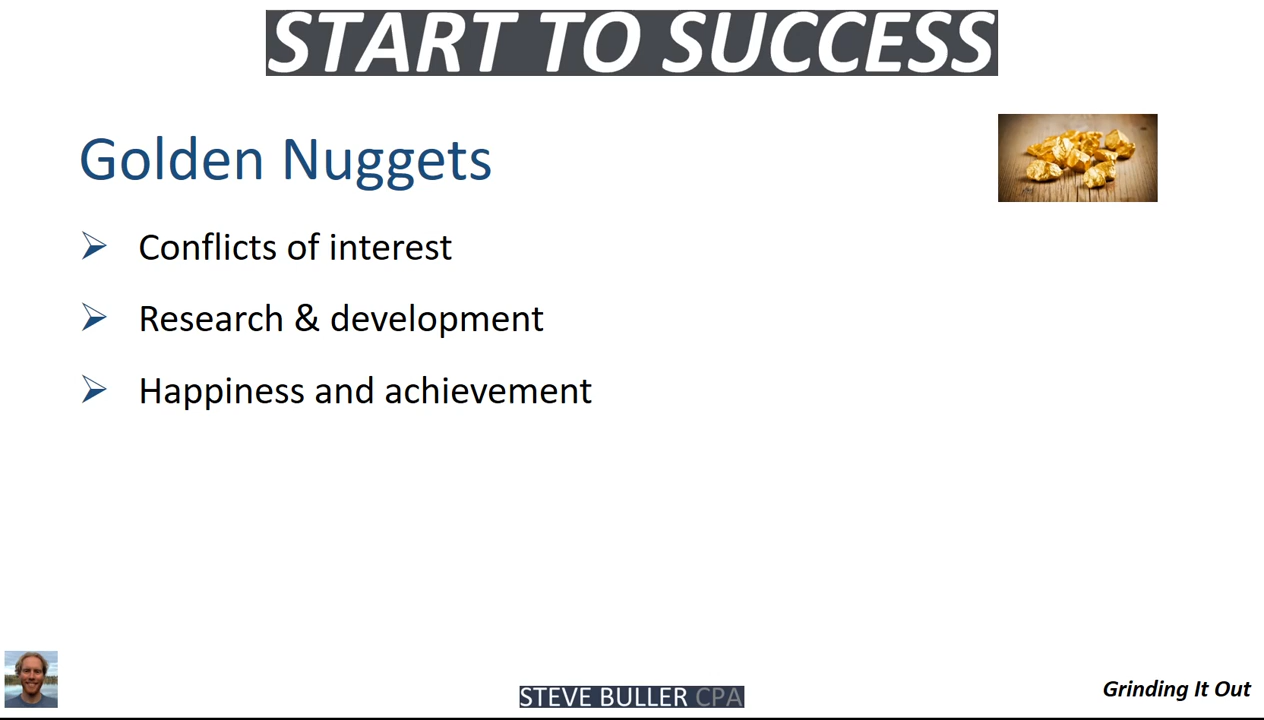 START TO SUCCESS
Golden Nuggets
Conflicts of interest
Research & development
Happiness and achievement
STEVE BULLER CPA
Grinding It Out